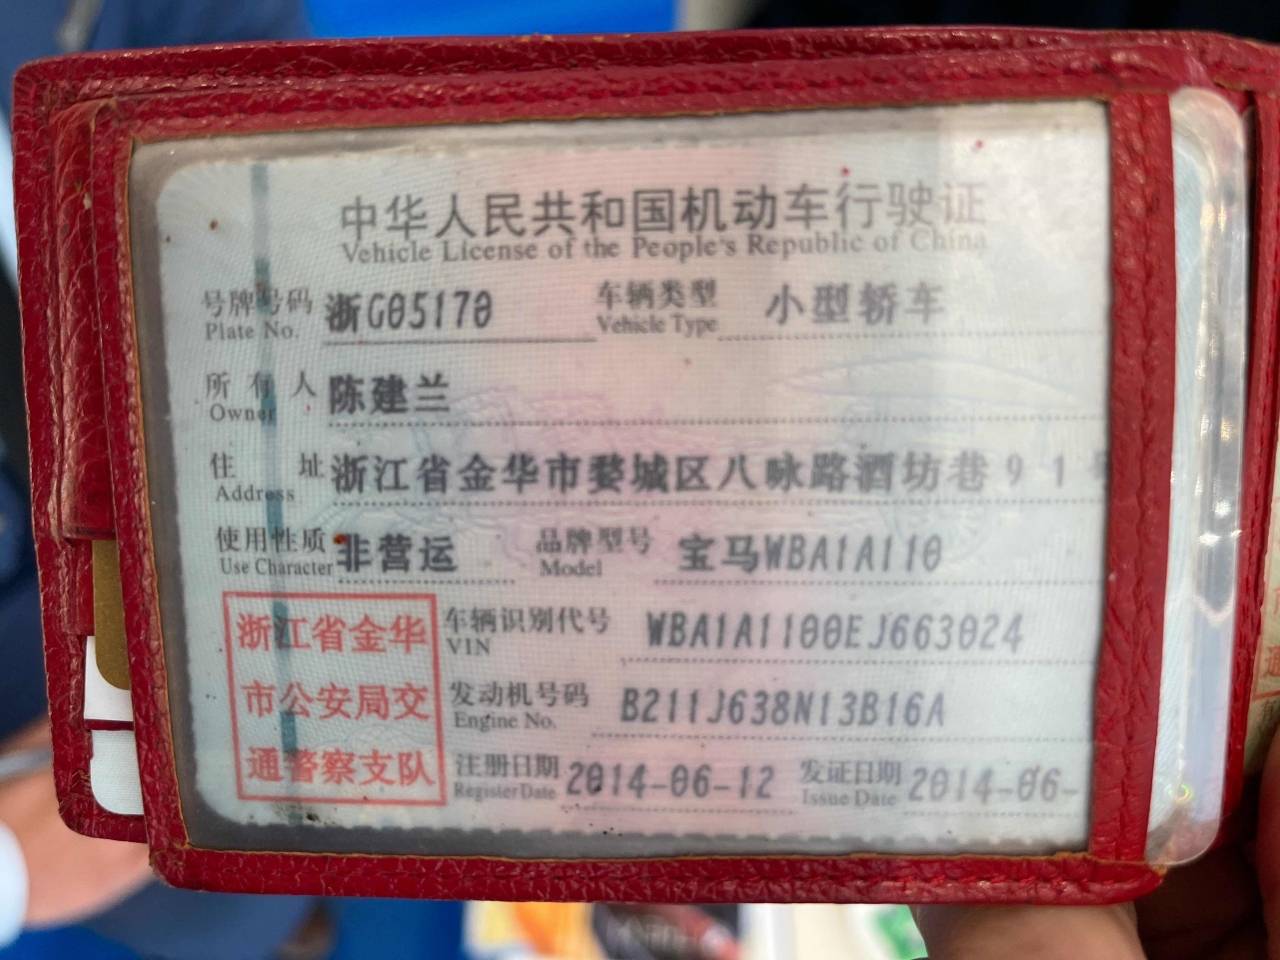 中华人民共和国机动车行驶证
Vehicle License of the People's Republic of China
号牌号码 浙G05170 车辆类型 小型轿车
Plate No. Vehicle Type
所有人 陈建兰
Owner
住址 浙江省金华市婺城区八咏路酒坊巷91
Address
使用性质 非营运 品牌型号 宝马WBA1A110
Use Character Model
浙江省金华
市公安局交
通警察支队
车辆识别代号 WBA1A1100EJ663024
VIN
发动机号码 B211J638N13B16A
Engine No.
注册日期 2014-06-12 发证日期 2014-06-
Register Date Issue Date